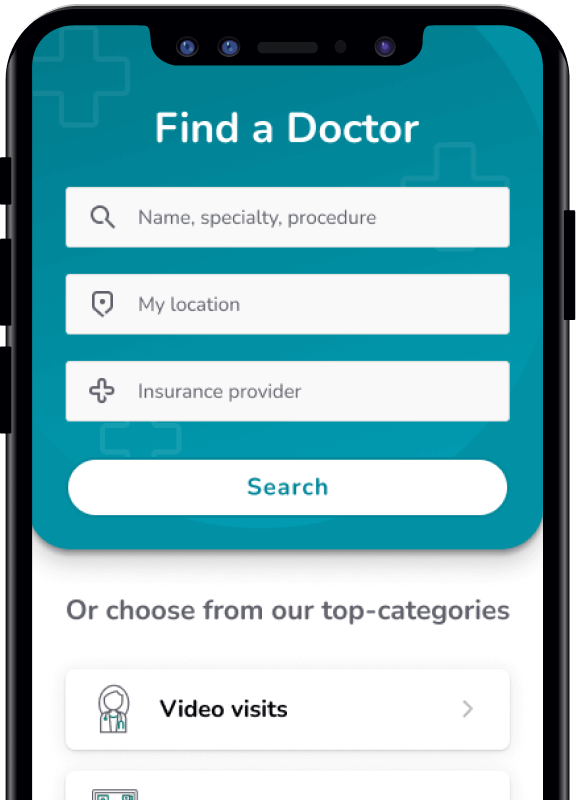 Find a Doctor
Name, specialty, procedure
My location
Insurance provider
Search
Or choose from our top-categories
Video visits